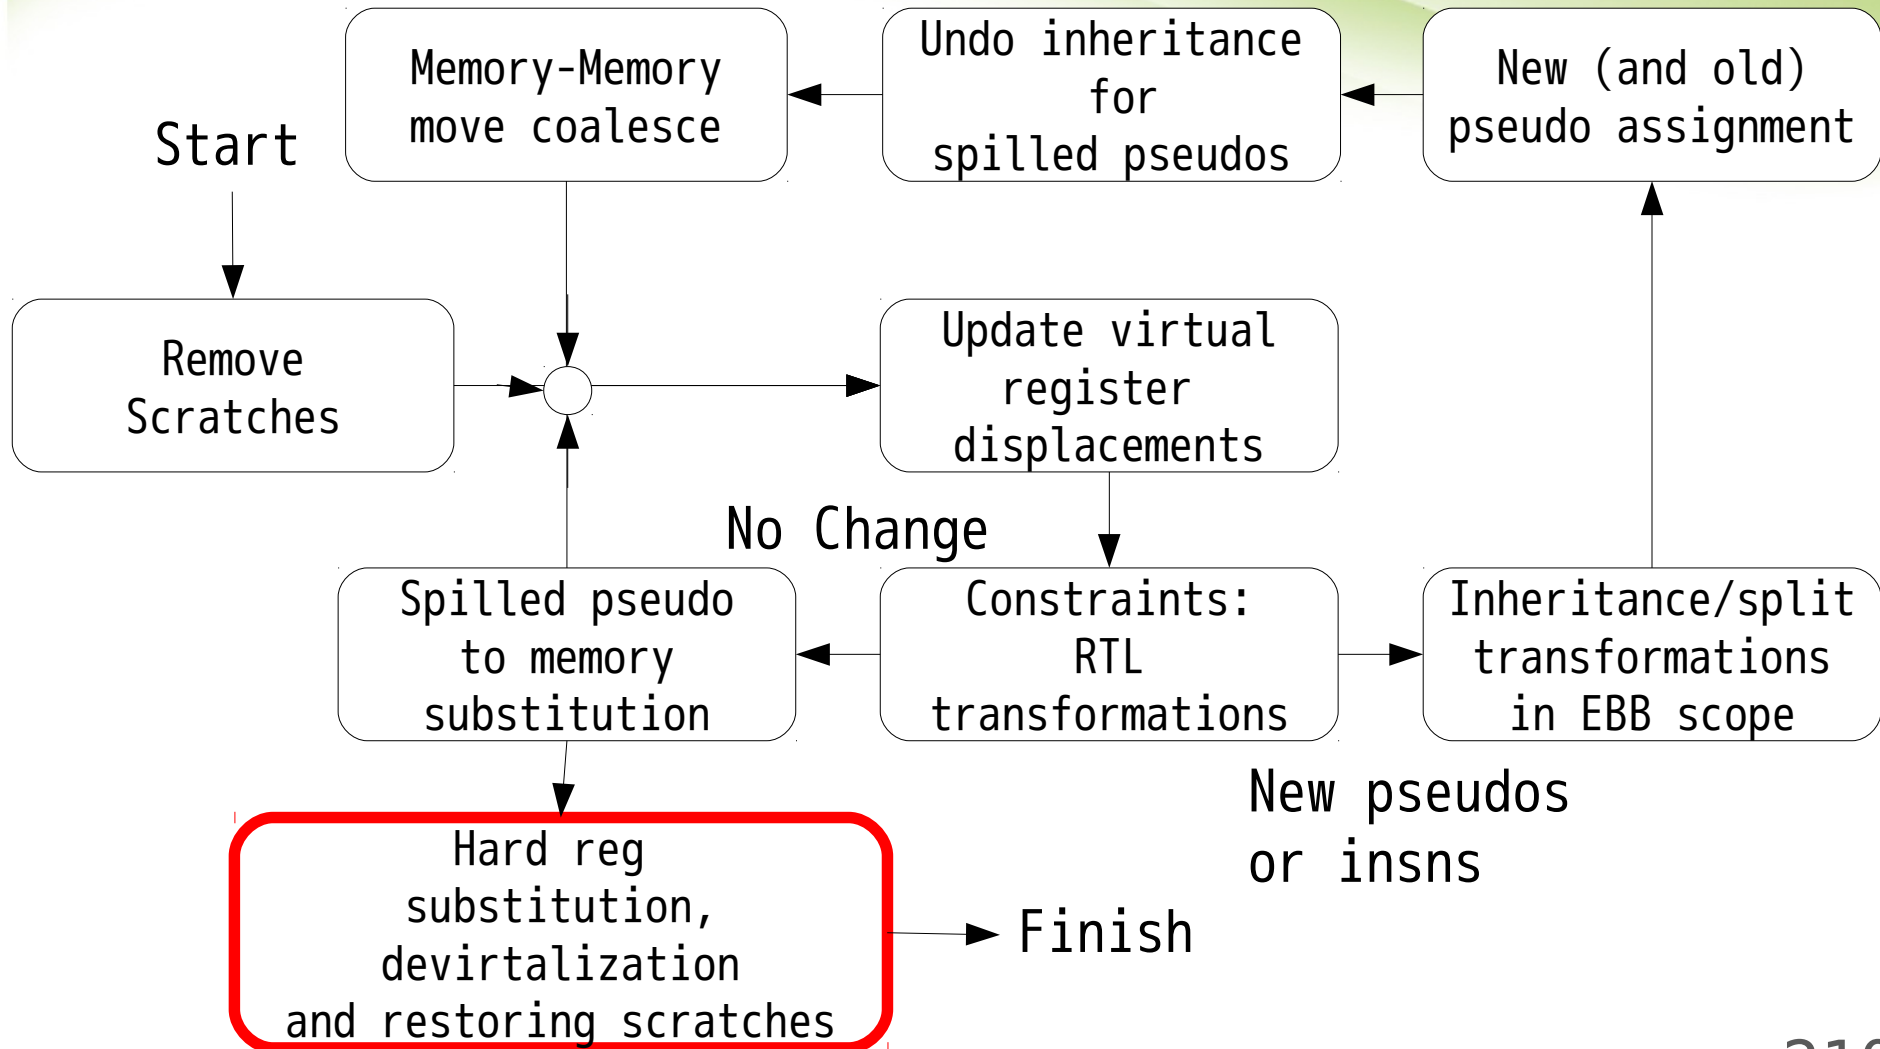 Start
Memory-Memory
move coalesce
Undo inheritance
for
spilled pseudos
New (and old)
pseudo assignment
Remove
Scratches
Update virtual
register
displacements
No Change
Spilled pseudo
to memory
substitution
Constraints:
RTL
transformations
Inheritance/split
transformations
in EBB scope
New pseudos
or insns
Hard reg
substitution,
devirtalization
and restoring scratches
Finish